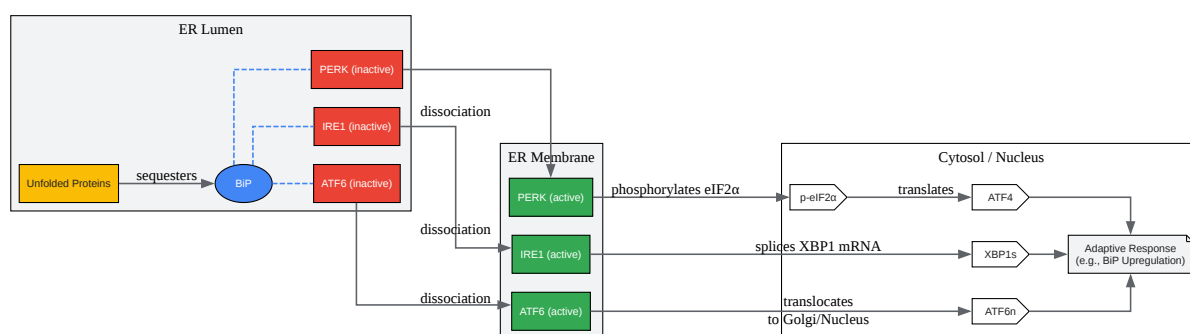 ER Lumen
PERK (inactive)
dissociation
IRE1 (inactive)
Unfolded Proteins
sequesters
BiP
ATF6 (inactive)
ER Membrane
Cytosol / Nucleus
PERK (active)
phosphorylates eIF2α
p-eIF2α
translates
ATF4
dissociation
IRE1 (active)
splices XBP1 mRNA
XBP1s
Adaptive Response
(e.g., BiP Upregulation)
dissociation
ATF6 (active)
translocates
to Golgi/Nucleus
ATF6n